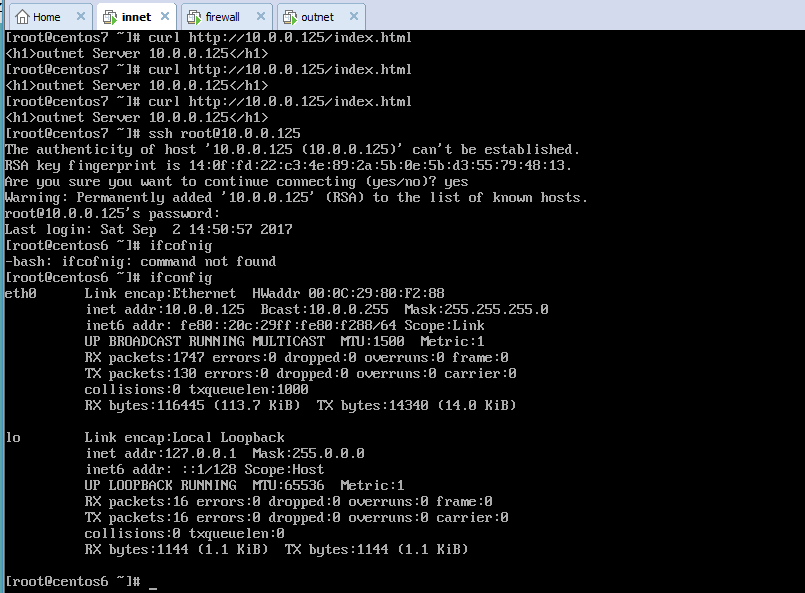 Home innet firewall outnet
[root@centos7 ~]# curl http://10.0.0.125/index.html
<h1>outnet Server 10.0.0.125</h1>
[root@centos7 ~]# curl http://10.0.0.125/index.html
<h1>outnet Server 10.0.0.125</h1>
[root@centos7 ~]# curl http://10.0.0.125/index.html
<h1>outnet Server 10.0.0.125</h1>
[root@centos7 ~]# ssh root@10.0.0.125
The authenticity of host '10.0.0.125 (10.0.0.125)' can't be established.
RSA key fingerprint is 14:0f:fd:22:c3:4e:89:2a:5b:0e:5b:d3:55:79:48:13.
Are you sure you want to continue connecting (yes/no)? yes
Warning: Permanently added '10.0.0.125' (RSA) to the list of known hosts.
root@10.0.0.125's password:
Last login: Sat Sep  2 14:50:57 2017
[root@centos6 ~]# ifcofnig
-bash: ifcofnig: command not found
[root@centos6 ~]# ifconfig
eth0      Link encap:Ethernet  HWaddr 00:0C:29:80:F2:88
          inet addr:10.0.0.125  Bcast:10.0.0.255  Mask:255.255.255.0
          inet6 addr: fe80::20c:29ff:fe80:f288/64 Scope:Link
          UP BROADCAST RUNNING MULTICAST  MTU:1500  Metric:1
          RX packets:1747 errors:0 dropped:0 overruns:0 frame:0
          TX packets:130 errors:0 dropped:0 overruns:0 carrier:0
          collisions:0 txqueuelen:1000
          RX bytes:116445 (113.7 KiB)  TX bytes:14340 (14.0 KiB)
lo        Link encap:Local Loopback
          inet addr:127.0.0.1  Mask:255.0.0.0
          inet6 addr: ::1/128 Scope:Host
          UP LOOPBACK RUNNING  MTU:65536  Metric:1
          RX packets:16 errors:0 dropped:0 overruns:0 frame:0
          TX packets:16 errors:0 dropped:0 overruns:0 carrier:0
          collisions:0 txqueuelen:0
          RX bytes:1144 (1.1 KiB)  TX bytes:1144 (1.1 KiB)
[root@centos6 ~]# _